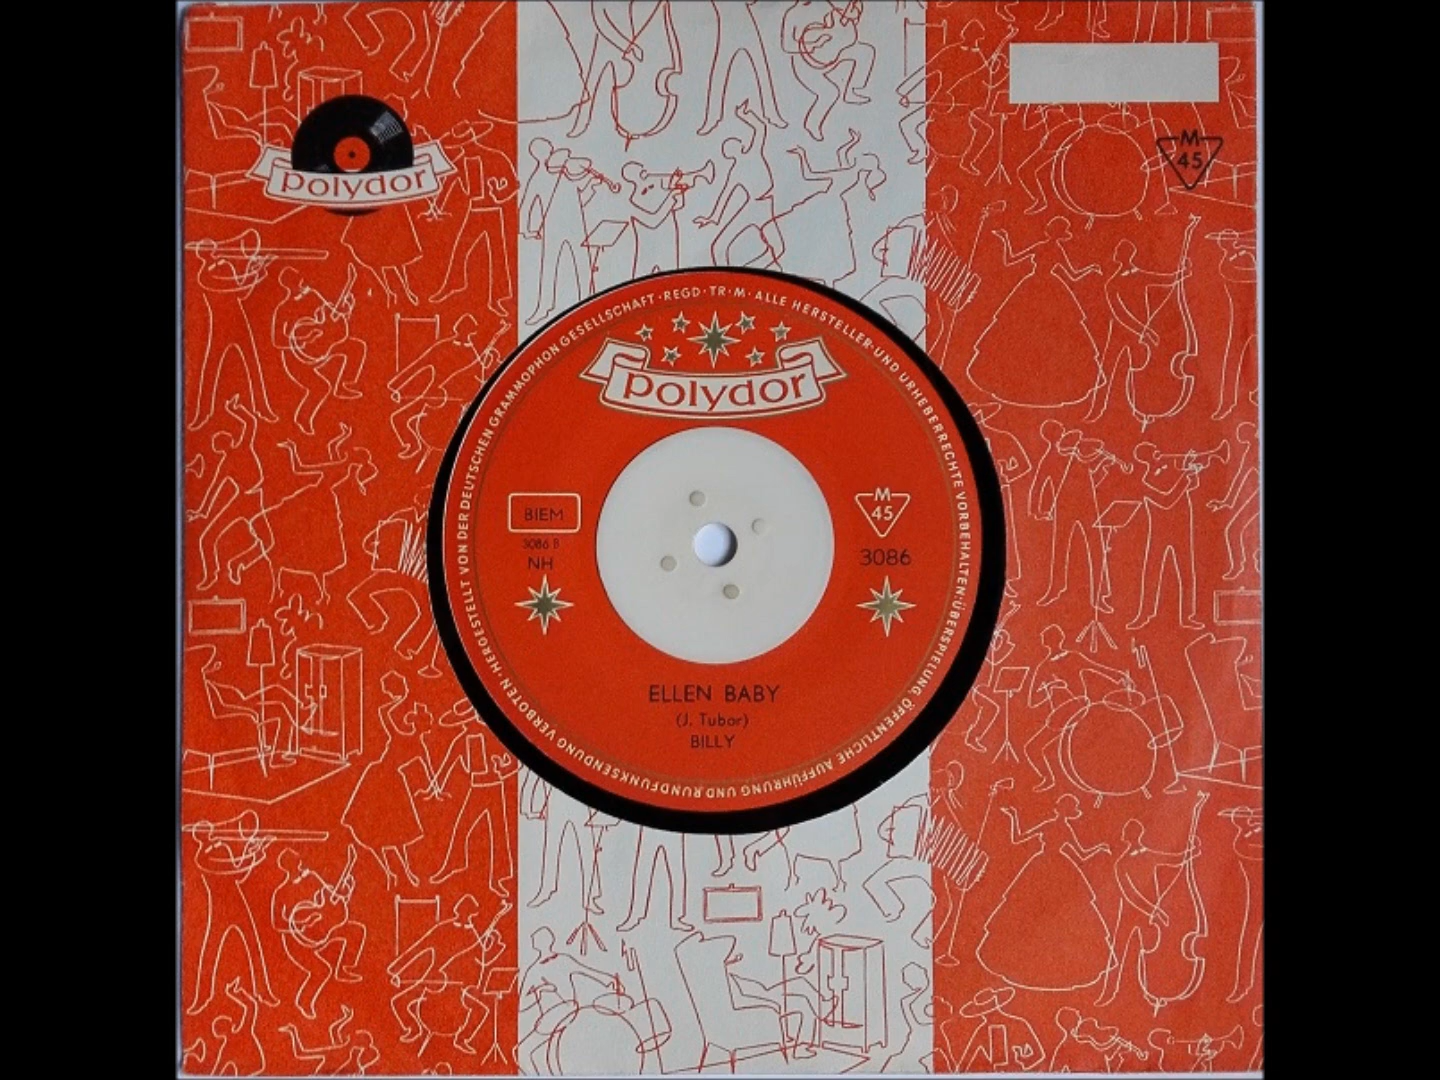 polydor
M
45
HERGESTELLT VON DER DEUTSCHEN GRAMMOPHON GESELLSCHAFT · REGD · TR · M · ALLE HERSTELLER- UND URHEBERRECHTE VORBEHALTEN · ÜBERSPIELUNG, ÖFFENTLICHE AUFFÜHRUNG UND RUNDFUNKSENDUNG VERBOTEN ·
polydor
BIEM
3086 B
NH
M
45
3086
ELLEN BABY
(J. Tubor)
BILLY